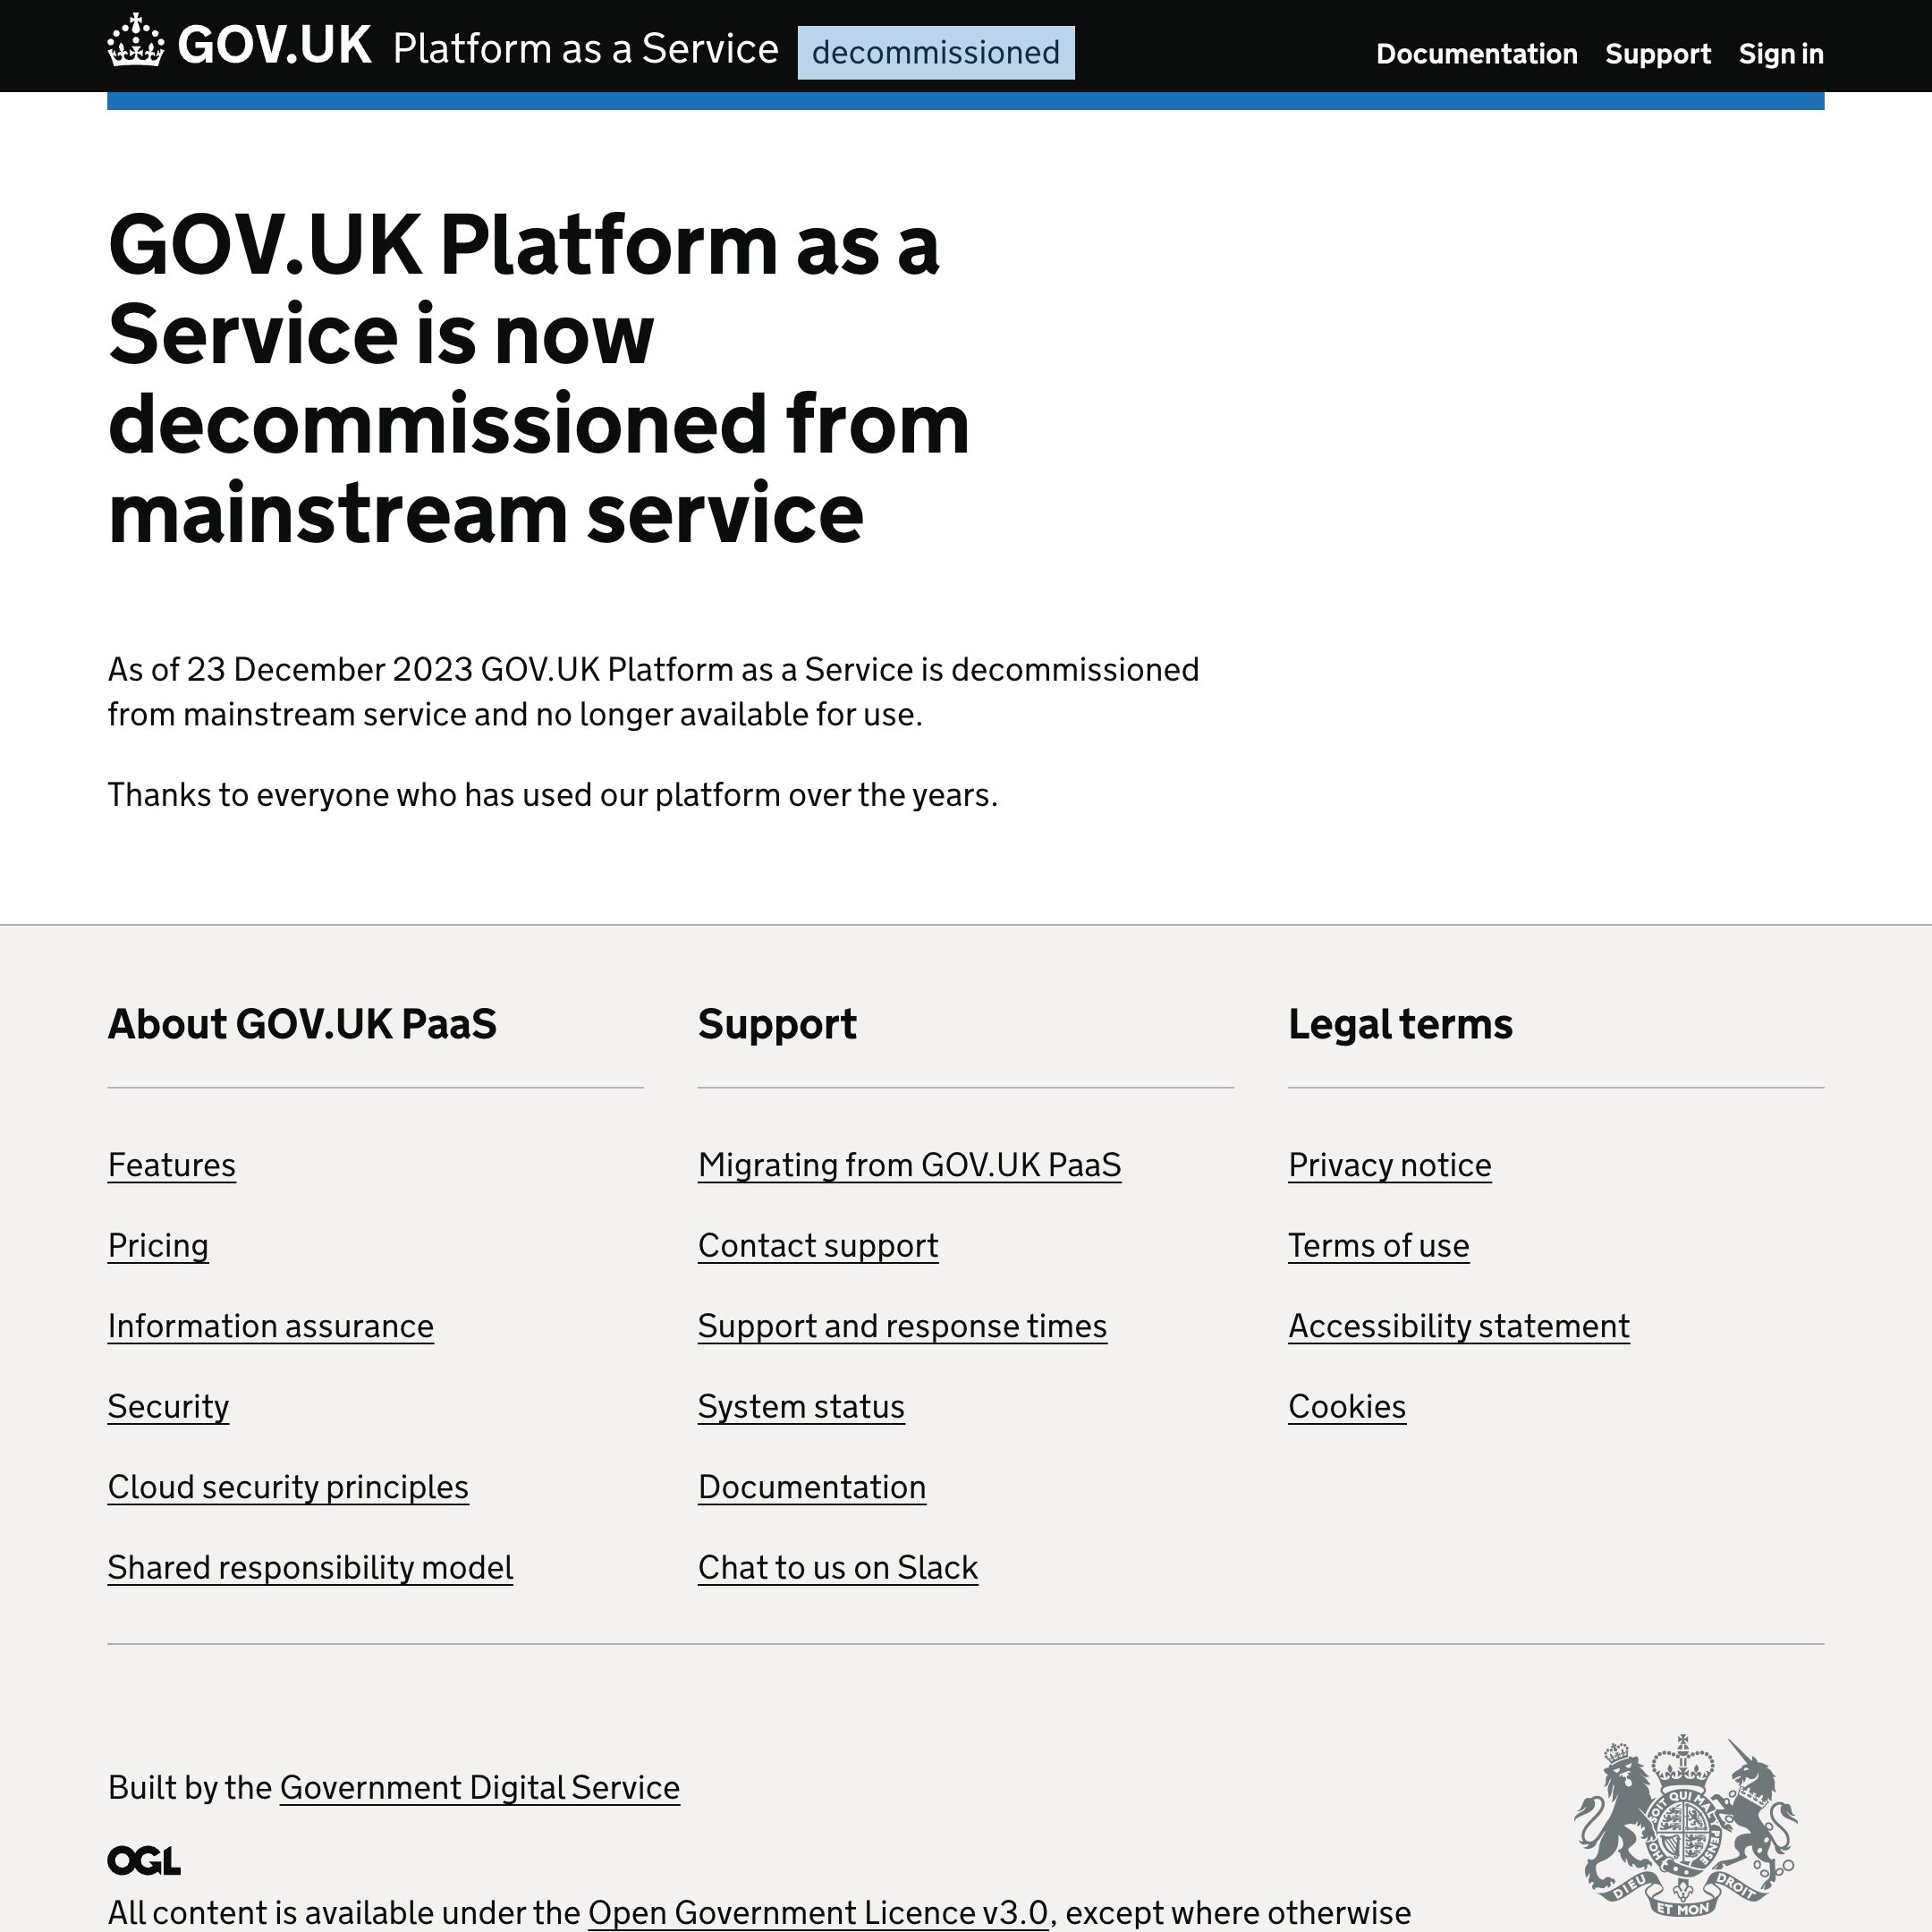 GOV.UK Platform as a Service decommissioned
Documentation Support Sign in
GOV.UK Platform as a
Service is now
decommissioned from
mainstream service
As of 23 December 2023 GOV.UK Platform as a Service is decommissioned
from mainstream service and no longer available for use.
Thanks to everyone who has used our platform over the years.
About GOV.UK PaaS
Features
Pricing
Information assurance
Security
Cloud security principles
Shared responsibility model
Support
Migrating from GOV.UK PaaS
Contact support
Support and response times
System status
Documentation
Chat to us on Slack
Legal terms
Privacy notice
Terms of use
Accessibility statement
Cookies
Built by the Government Digital Service
OGL
All content is available under the Open Government Licence v3.0, except where otherwise
DIEU ET MON DROIT